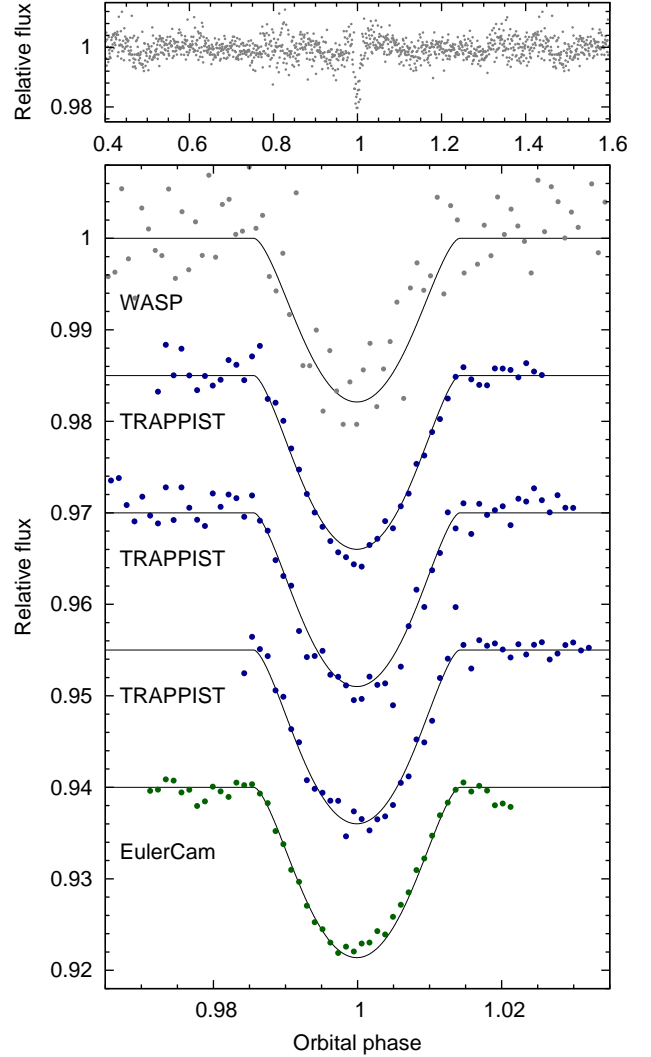 Relative flux
1
0.98
0.4 0.6 0.8 1 1.2 1.4 1.6
1
WASP
0.99
TRAPPIST
0.98
0.97
TRAPPIST
Relative flux
0.96
TRAPPIST
0.95
0.94
EulerCam
0.93
0.92
0.98 1 1.02
Orbital phase